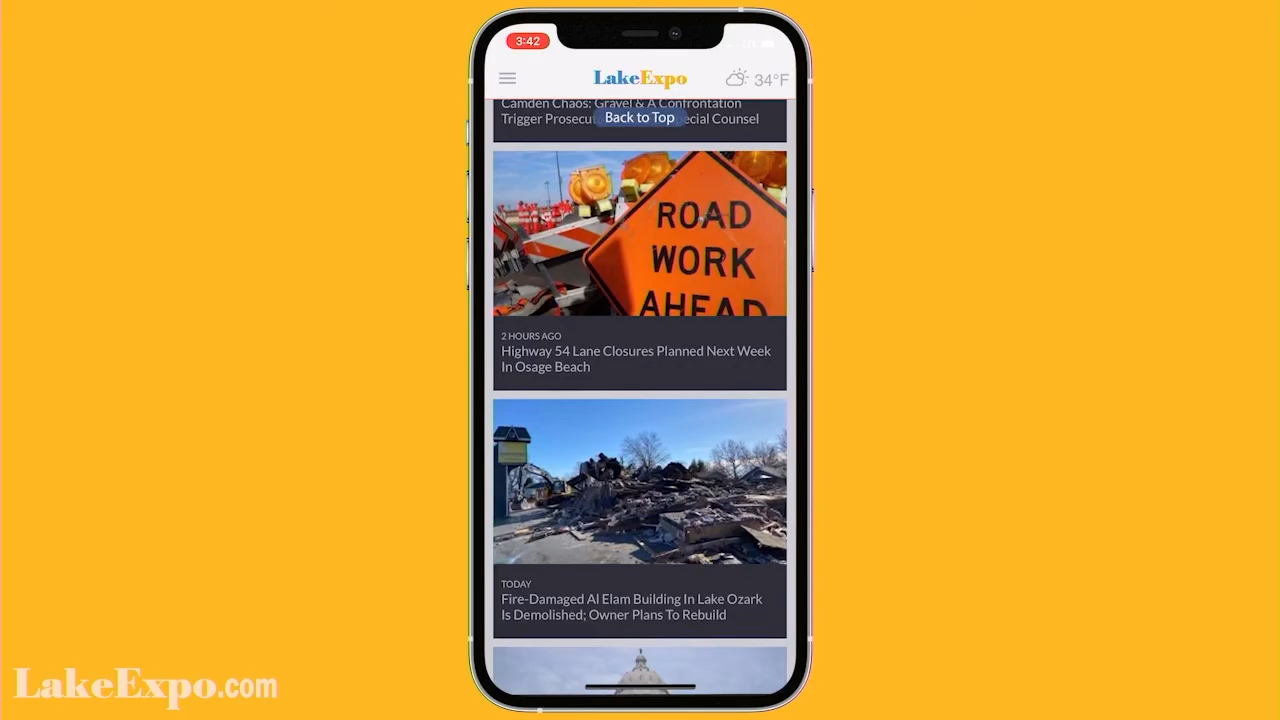 3:42
LakeExpo
34°F
Camden Chaos: Gravel & A Confrontation
Trigger Prosecut ecial Counsel
Back to Top
ROAD
WORK
AHEAD
2 HOURS AGO
Highway 54 Lane Closures Planned Next Week
In Osage Beach
TODAY
Fire-Damaged Al Elam Building In Lake Ozark
Is Demolished; Owner Plans To Rebuild
LakeExpo.com